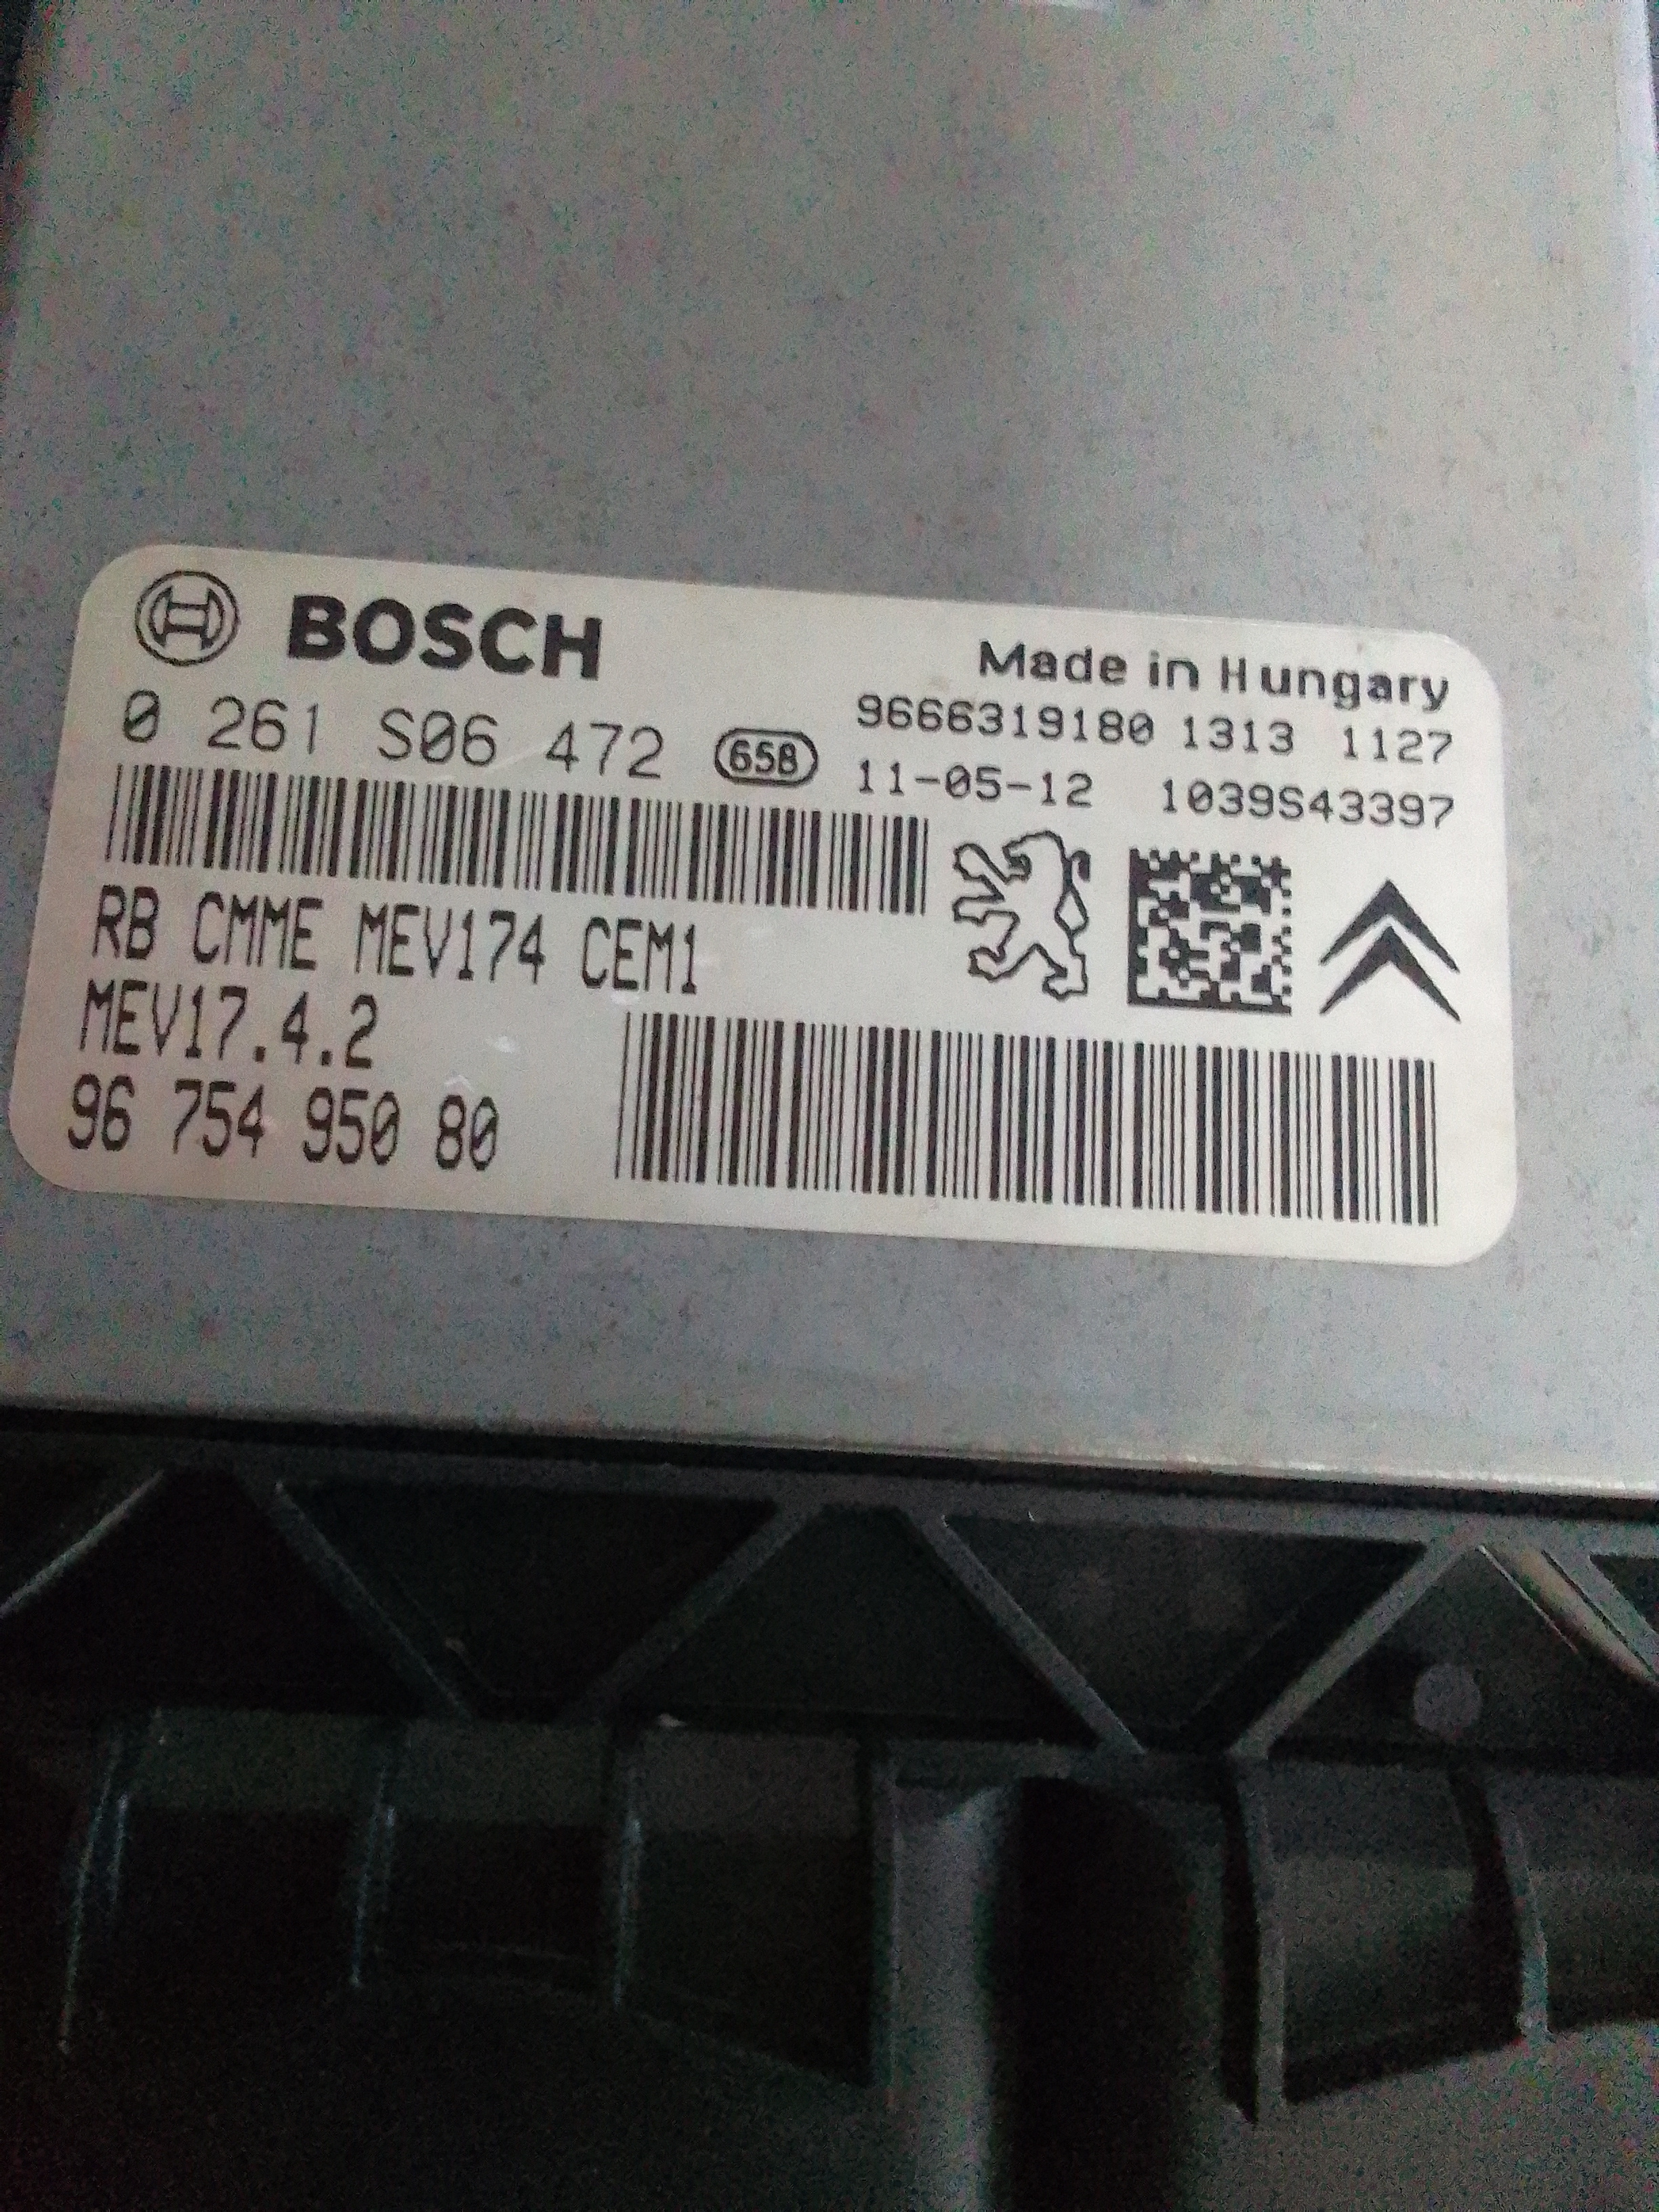 BOSCH
Made in Hungary
0 261 S06 472 658
9666319180 1313 1127
11-05-12 1039S43397
RB CMME MEV174 CEM1
MEV17.4.2
96 754 950 80